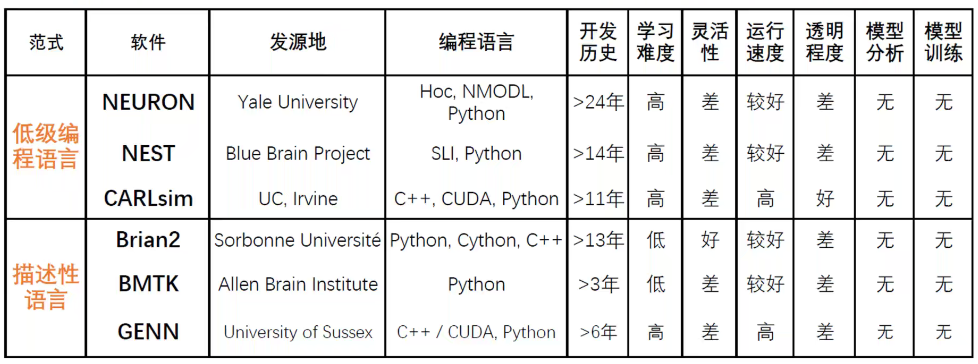 范式 软件 发源地 编程语言 开发历史 学习难度 灵活性 运行速度 透明程度 模型分析 模型训练
低级编程语言
NEURON Yale University Hoc, NMODL, Python >24年 高 差 较好 差 无 无
NEST Blue Brain Project SLI, Python >14年 高 差 较好 差 无 无
CARLsim UC, Irvine C++, CUDA, Python >11年 高 差 高 好 无 无
描述性语言
Brian2 Sorbonne Université Python, Cython, C++ >13年 低 好 较好 差 无 无
BMTK Allen Brain Institute Python >3年 低 差 较好 差 无 无
GENN University of Sussex C++ / CUDA, Python >6年 高 差 高 差 无 无